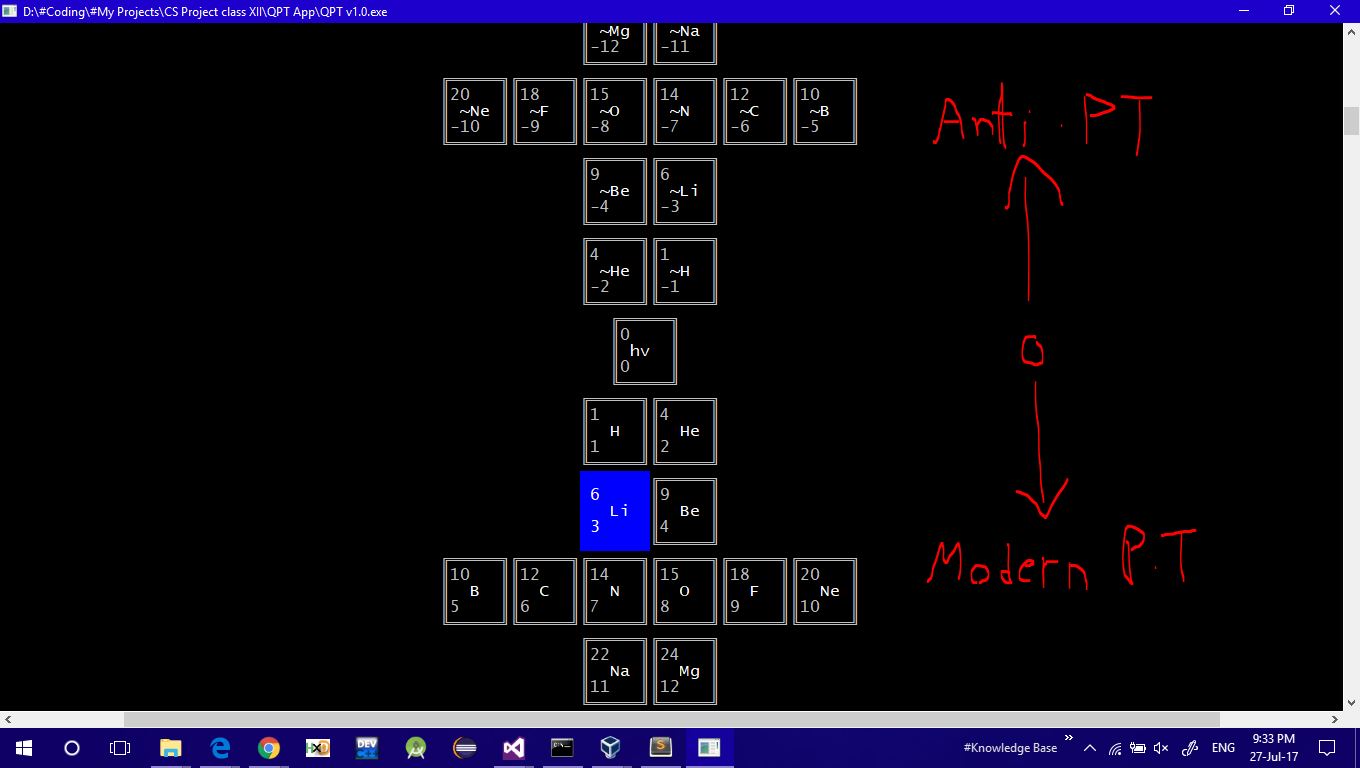 D:\#Coding\#My Projects\CS Project class XII\QPT App\QPT v1.0.exe
~Mg ~Na
-12 -11
20 18 15 14 12 10
~Ne ~F ~O ~N ~C ~B
-10 -9 -8 -7 -6 -5
Anti. PT
9 6
~Be ~Li
-4 -3
4 1
~He ~H
-2 -1
0
hv
0
O
1 4
H He
1 2
6 9
Li Be
3 4
10 12 14 15 18 20
B C N O F Ne
5 6 7 8 9 10
Modern P.T
22 24
Na Mg
11 12
HXD DEV C++ S #Knowledge Base » ENG 9:33 PM
27-Jul-17